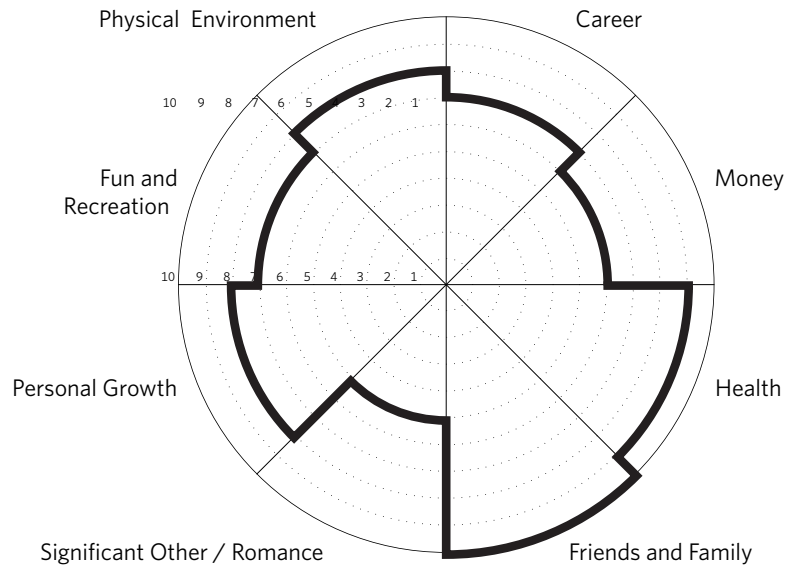 Physical Environment
Career
10 9 8 7 6 5 4 3 2 1
Fun and
Recreation
Money
10 9 8 7 6 5 4 3 2 1
Personal Growth
Health
Significant Other / Romance
Friends and Family